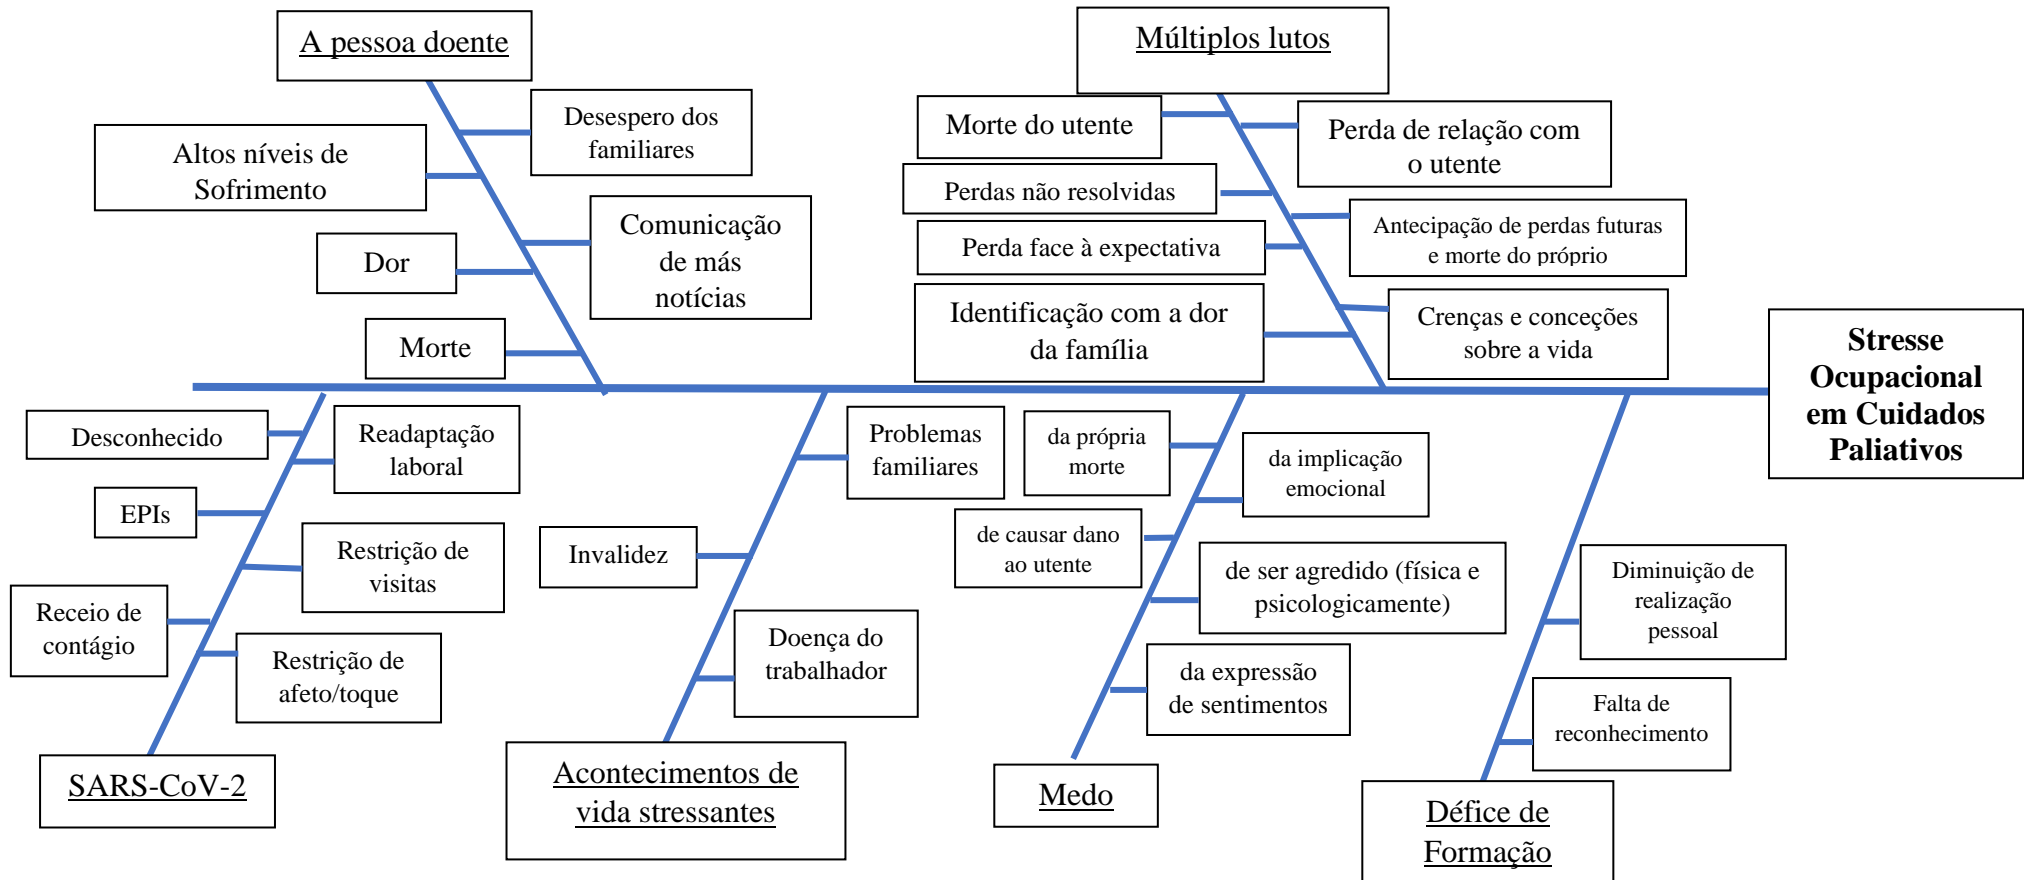 A pessoa doente
Desespero dos
familiares
Altos níveis de
Sofrimento
Comunicação
de más
notícias
Dor
Morte
Múltiplos lutos
Morte do utente
Perda de relação com
o utente
Perdas não resolvidas
Antecipação de perdas futuras
e morte do próprio
Perda face à expectativa
Identificação com a dor
da família
Crenças e conceções
sobre a vida
Stresse
Ocupacional
em Cuidados
Paliativos
Desconhecido
Readaptação
laboral
EPIs
Restrição de
visitas
Receio de
contágio
Restrição de
afeto/toque
SARS-CoV-2
Problemas
familiares
Invalidez
Doença do
trabalhador
Acontecimentos de
vida stressantes
da própria
morte
da implicação
emocional
de causar dano
ao utente
de ser agredido (física e
psicologicamente)
da expressão
de sentimentos
Medo
Diminuição de
realização
pessoal
Falta de
reconhecimento
Défice de
Formação